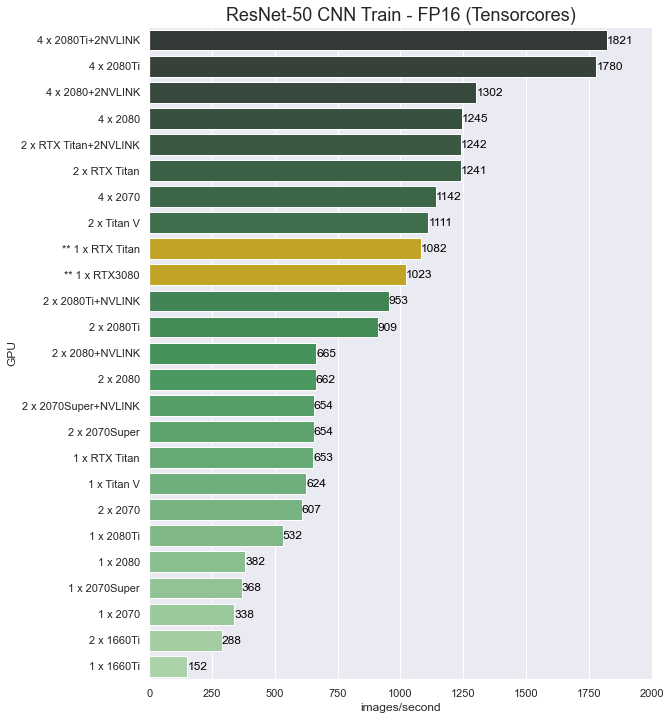 ResNet-50 CNN Train - FP16 (Tensorcores)
4 x 2080Ti+2NVLINK 1821
4 x 2080Ti 1780
4 x 2080+2NVLINK 1302
4 x 2080 1245
2 x RTX Titan+2NVLINK 1242
2 x RTX Titan 1241
4 x 2070 1142
2 x Titan V 1111
** 1 x RTX Titan 1082
** 1 x RTX3080 1023
2 x 2080Ti+NVLINK 953
2 x 2080Ti 909
GPU
2 x 2080+NVLINK 665
2 x 2080 662
2 x 2070Super+NVLINK 654
2 x 2070Super 654
1 x RTX Titan 653
1 x Titan V 624
2 x 2070 607
1 x 2080Ti 532
1 x 2080 382
1 x 2070Super 368
1 x 2070 338
2 x 1660Ti 288
1 x 1660Ti 152
0 250 500 750 1000 1250 1500 1750 2000
images/second